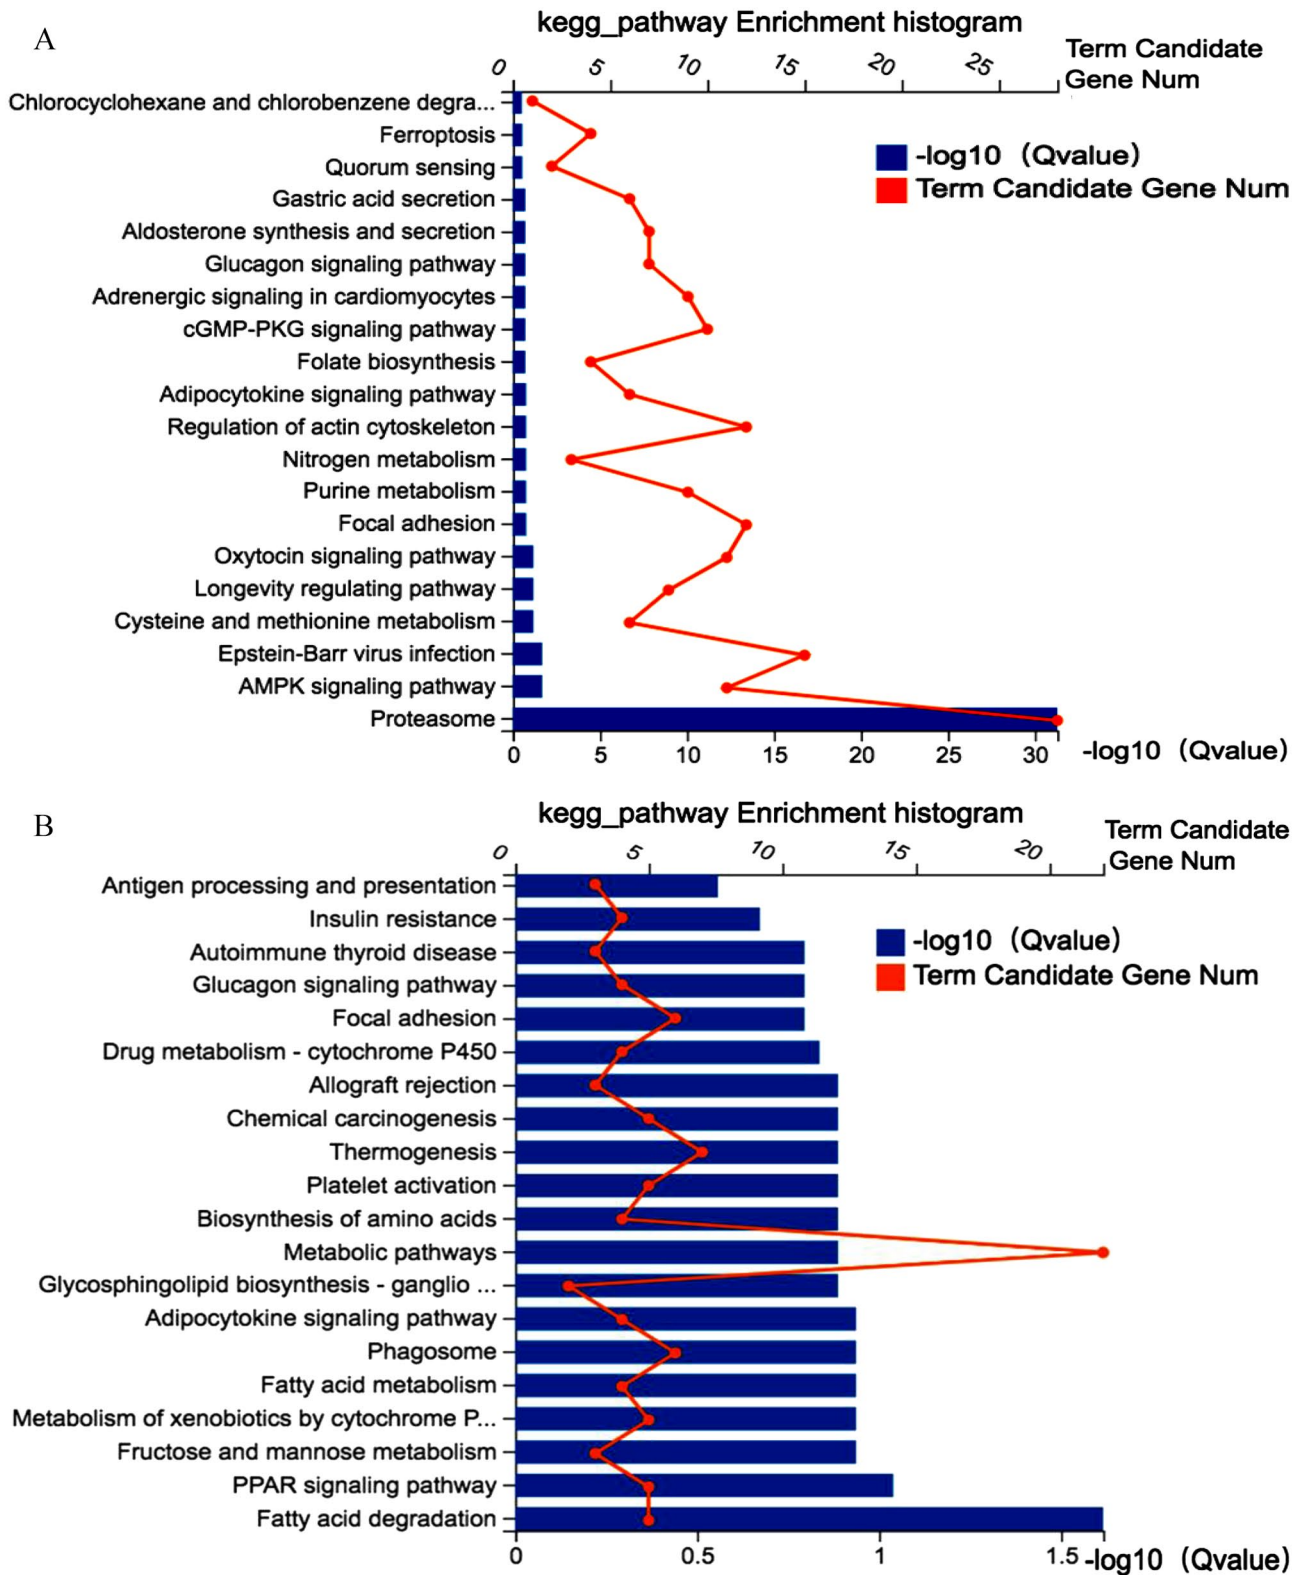 A
kegg_pathway Enrichment histogram
Term Candidate
Gene Num
0 5 10 15 20 25
Chlorocyclohexane and chlorobenzene degra...
Ferroptosis
-log10（Qvalue）
Quorum sensing
Term Candidate Gene Num
Gastric acid secretion
Aldosterone synthesis and secretion
Glucagon signaling pathway
Adrenergic signaling in cardiomyocytes
cGMP-PKG signaling pathway
Folate biosynthesis
Adipocytokine signaling pathway
Regulation of actin cytoskeleton
Nitrogen metabolism
Purine metabolism
Focal adhesion
Oxytocin signaling pathway
Longevity regulating pathway
Cysteine and methionine metabolism
Epstein-Barr virus infection
AMPK signaling pathway
Proteasome
0 5 10 15 20 25 30
-log10（Qvalue）
B
kegg_pathway Enrichment histogram
Term Candidate
Gene Num
0 5 10 15 20
Antigen processing and presentation
Insulin resistance
-log10（Qvalue）
Autoimmune thyroid disease
Term Candidate Gene Num
Glucagon signaling pathway
Focal adhesion
Drug metabolism - cytochrome P450
Allograft rejection
Chemical carcinogenesis
Thermogenesis
Platelet activation
Biosynthesis of amino acids
Metabolic pathways
Glycosphingolipid biosynthesis - ganglio ...
Adipocytokine signaling pathway
Phagosome
Fatty acid metabolism
Metabolism of xenobiotics by cytochrome P...
Fructose and mannose metabolism
PPAR signaling pathway
Fatty acid degradation
0 0.5 1 1.5
-log10（Qvalue）